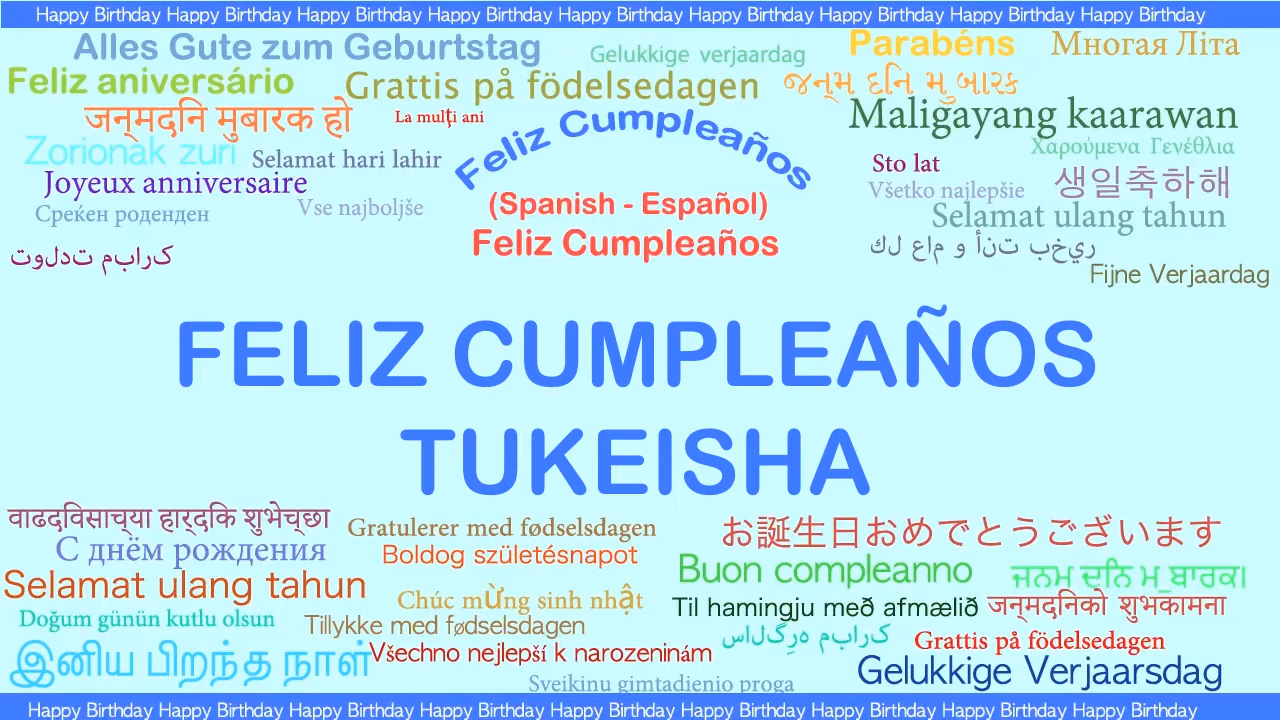 Happy Birthday Happy Birthday Happy Birthday Happy Birthday Happy Birthday Happy Birthday Happy Birthday Happy Birthday Happy Birthday
Alles Gute zum Geburtstag
Gelukkige verjaardag
Parabéns
Многая Літа
Feliz aniversário
Grattis på födelsedagen
જન્મ દિન મુબારક
जन्मदिन मुबारक हो
La mulţi ani
Feliz Cumpleaños
Maligayang kaarawan
Zorionak zuri
Selamat hari lahir
Χαρούμενα Γενέθλια
Sto lat
Joyeux anniversaire
(Spanish - Español)
Všetko najlepšie
생일축하해
Среќен роденден
Vse najboljše
Selamat ulang tahun
Feliz Cumpleaños
تولدت مبارک
كل عام و أنت بخير
Fijne Verjaardag
FELIZ CUMPLEAÑOS
TUKEISHA
वाढदिवसाच्या हार्दिक शुभेच्छा
Gratulerer med fødselsdagen
お誕生日おめでとうございます
С днём рождения
Boldog születésnapot
Buon compleanno
ਜਨਮ ਦਿਨ ਮੁਬਾਰਕ।
Selamat ulang tahun
Chúc mừng sinh nhật
Til hamingju með afmælið
जन्मदिनको शुभकामना
Doğum günün kutlu olsun
Tillykke med fødselsdagen
سالگرہ مبارک
Grattis på födelsedagen
இனிய பிறந்த நாள்
Všechno nejlepší k narozeninám
Gelukkige Verjaarsdag
Sveikinu gimtadienio proga
Happy Birthday Happy Birthday Happy Birthday Happy Birthday Happy Birthday Happy Birthday Happy Birthday Happy Birthday Happy Birthday